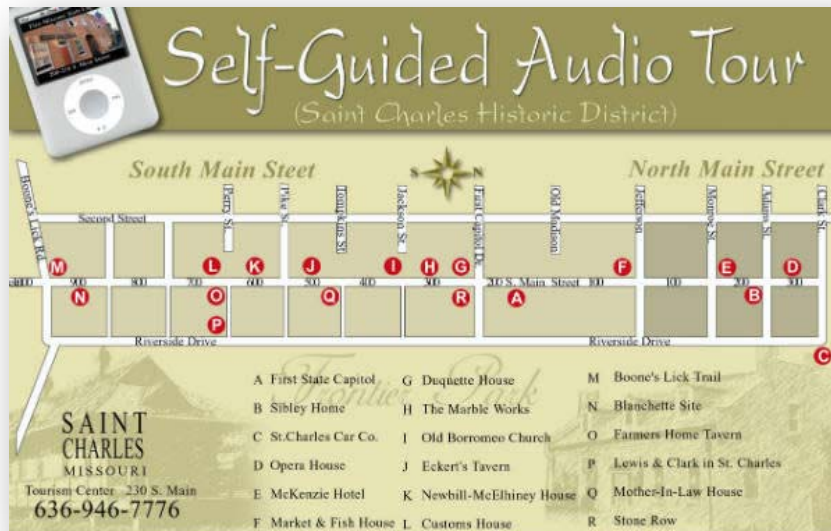 Self-Guided Audio Tour
(Saint Charles Historic District)
South Main Steet
North Main Street
S N
Boone's Lick Rd.
Perry St.
Pike St.
Tompkins St.
Jackson St.
First Capitol Dr.
Old Madison
Jefferson
Monroe St.
Adams St.
Clark St.
Second Street
M L K J I H G F E D
900 800 700 600 500 400 300 200 S. Main Street 100 100 200 300
N O Q R A B
P
Riverside Drive
Riverside Drive
C
Frontier Park
SAINT
CHARLES
MISSOURI
Tourism Center 230 S. Main
636-946-7776
A First State Capitol
B Sibley Home
C St.Charles Car Co.
D Opera House
E McKenzie Hotel
F Market & Fish House
G Duquette House
H The Marble Works
I Old Borromeo Church
J Eckert's Tavern
K Newbill-McElhiney House
L Customs House
M Boone's Lick Trail
N Blanchette Site
O Farmers Home Tavern
P Lewis & Clark in St. Charles
Q Mother-In-Law House
R Stone Row